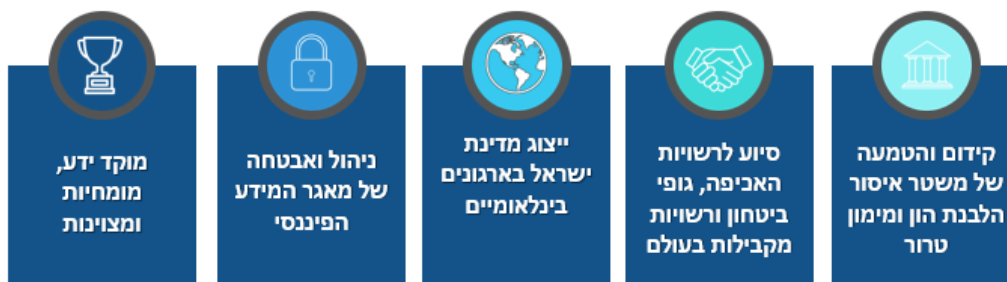 קידום והטמעה
של משטר איסור
הלבנת הון ומימון
טרור
סיוע לרשויות
האכיפה, גופי
ביטחון ורשויות
מקבילות בעולם
ייצוג מדינת
ישראל בארגונים
בינלאומיים
ניהול ואבטחה
של מאגר המידע
הפיננסי
מוקד ידע,
מומחיות
ומצוינות